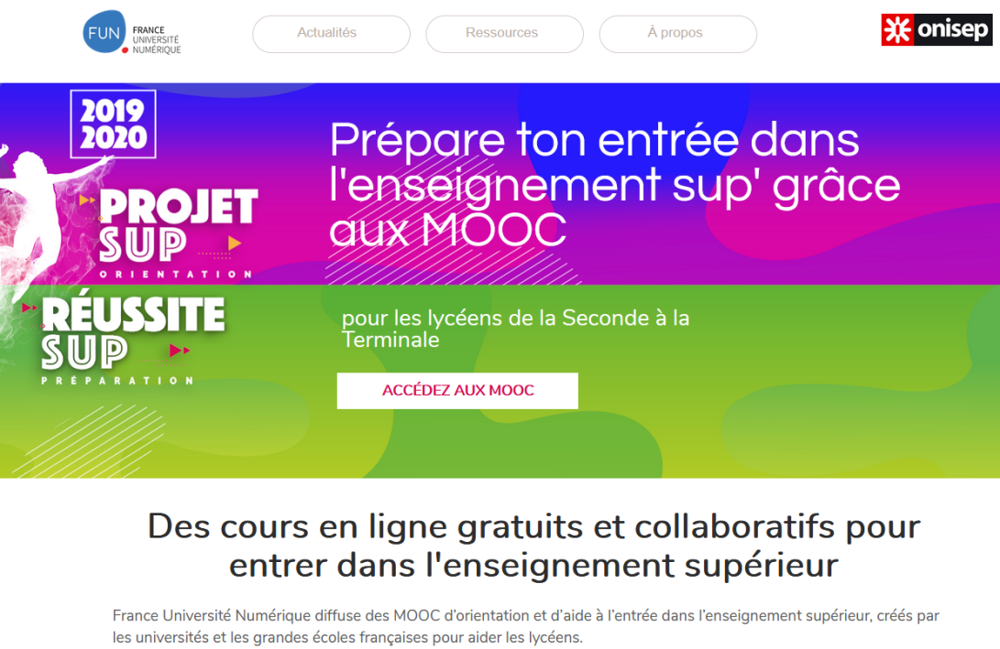 FUN
FRANCE
UNIVERSITÉ
NUMÉRIQUE
Actualités
Ressources
À propos
onisep
2019
2020
PROJET
SUP
ORIENTATION
RÉUSSITE
SUP
PRÉPARATION
Prépare ton entrée dans
l'enseignement sup' grâce
aux MOOC
pour les lycéens de la Seconde à la
Terminale
ACCÉDEZ AUX MOOC
Des cours en ligne gratuits et collaboratifs pour
entrer dans l'enseignement supérieur
France Université Numérique diffuse des MOOC d’orientation et d’aide à l’entrée dans l’enseignement supérieur, créés par
les universités et les grandes écoles françaises pour aider les lycéens.